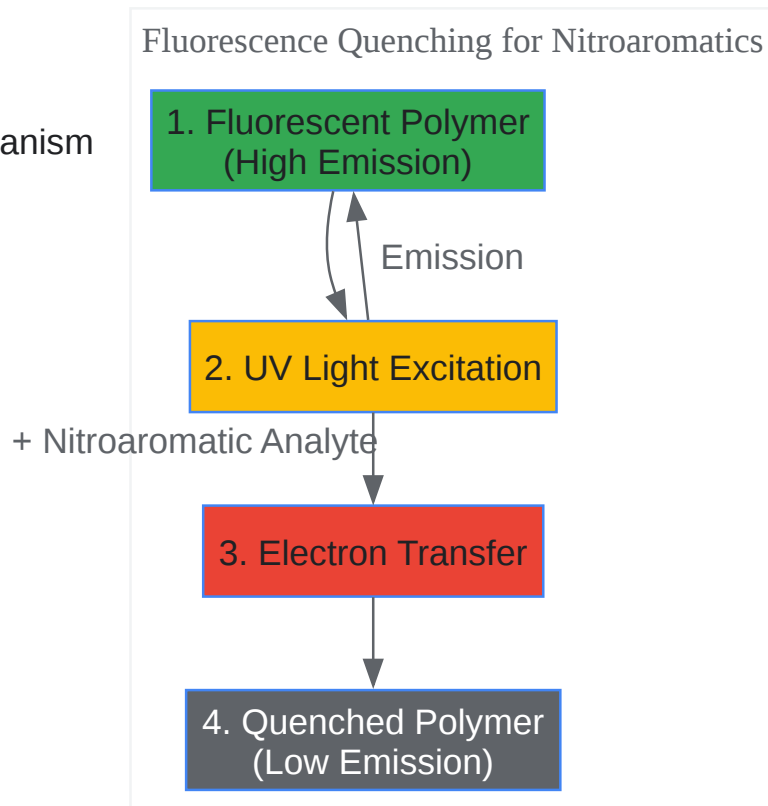 Fluorescence Quenching for Nitroaromatics
anism
1. Fluorescent Polymer
(High Emission)
Emission
2. UV Light Excitation
+ Nitroaromatic Analyte
3. Electron Transfer
4. Quenched Polymer
(Low Emission)